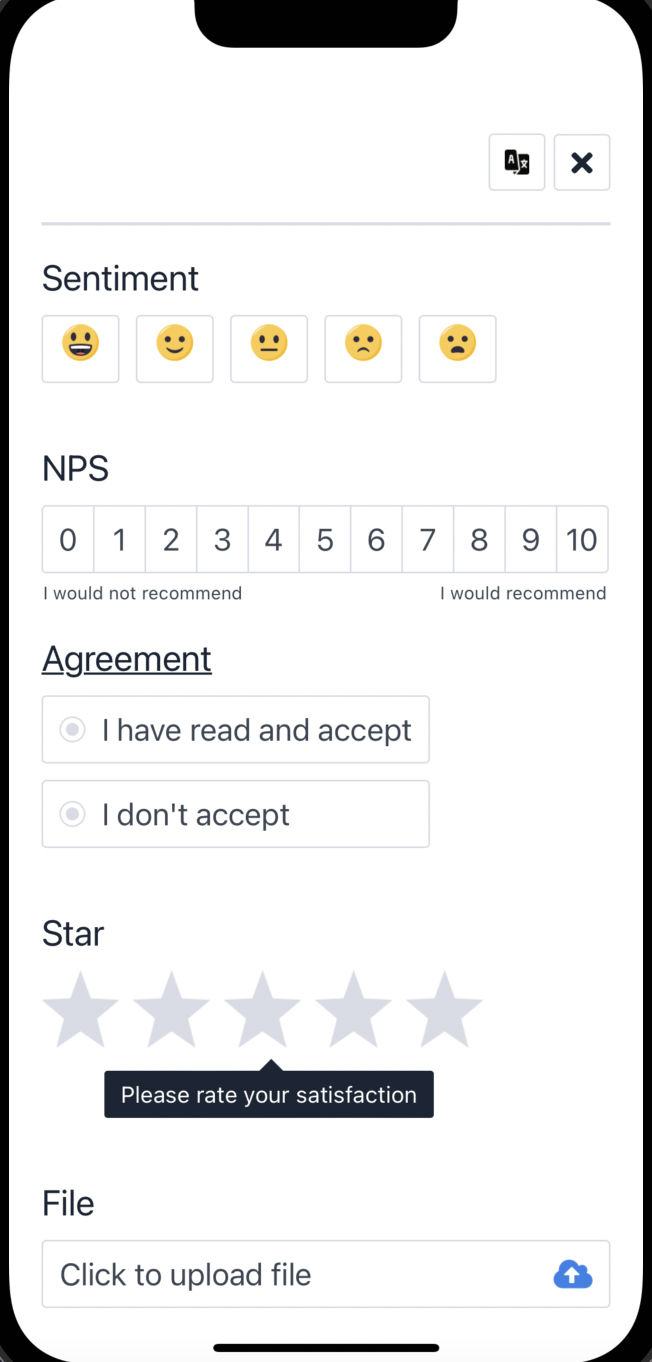 Sentiment
NPS
0 1 2 3 4 5 6 7 8 9 10
I would not recommend I would recommend
Agreement
I have read and accept
I don't accept
Star
Please rate your satisfaction
File
Click to upload file